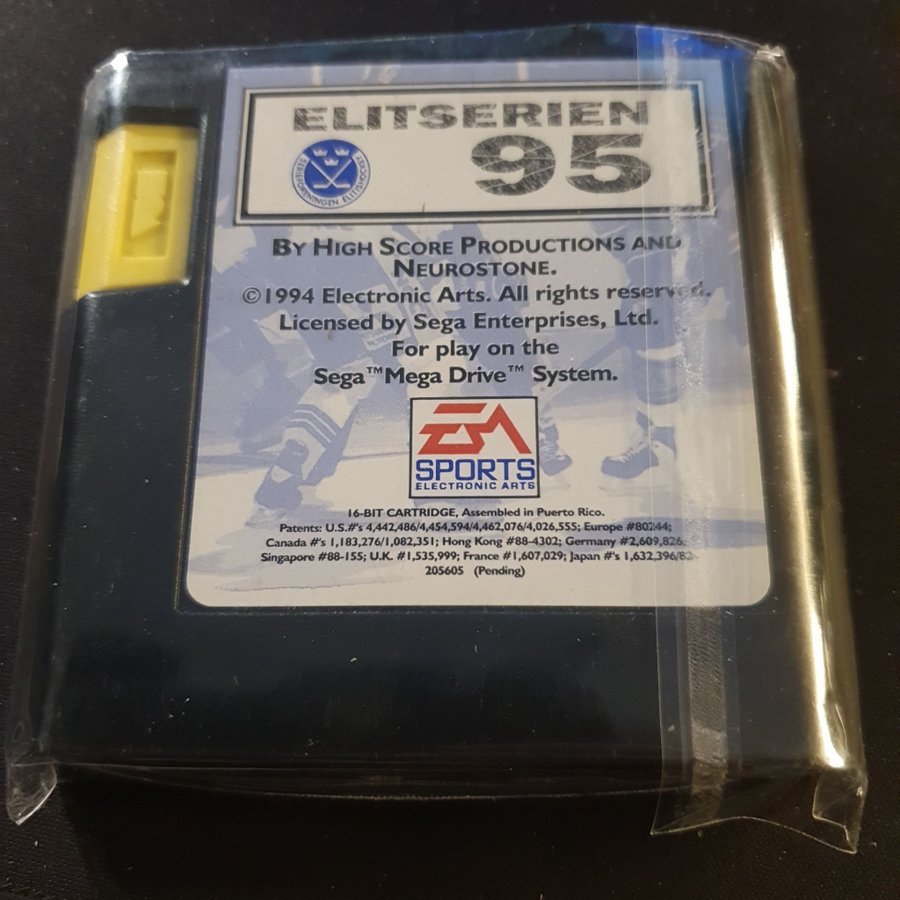 ELITSERIEN
95
SERIEFÖRENINGEN ELITISHOCKEY
BY HIGH SCORE PRODUCTIONS AND
NEUROSTONE.
©1994 Electronic Arts. All rights reserved.
Licensed by Sega Enterprises, Ltd.
For play on the
Sega™Mega Drive™ System.
EA
SPORTS
ELECTRONIC ARTS
16-BIT CARTRIDGE, Assembled in Puerto Rico.
Patents: U.S.#'s 4,442,486/4,454,594/4,462,076/4,026,555; Europe #80244;
Canada #'s 1,183,276/1,082,351; Hong Kong #88-4302; Germany #2,609,826;
Singapore #88-155; U.K. #1,535,999; France #1,607,029; Japan #'s 1,632,396/82-
205605 (Pending)